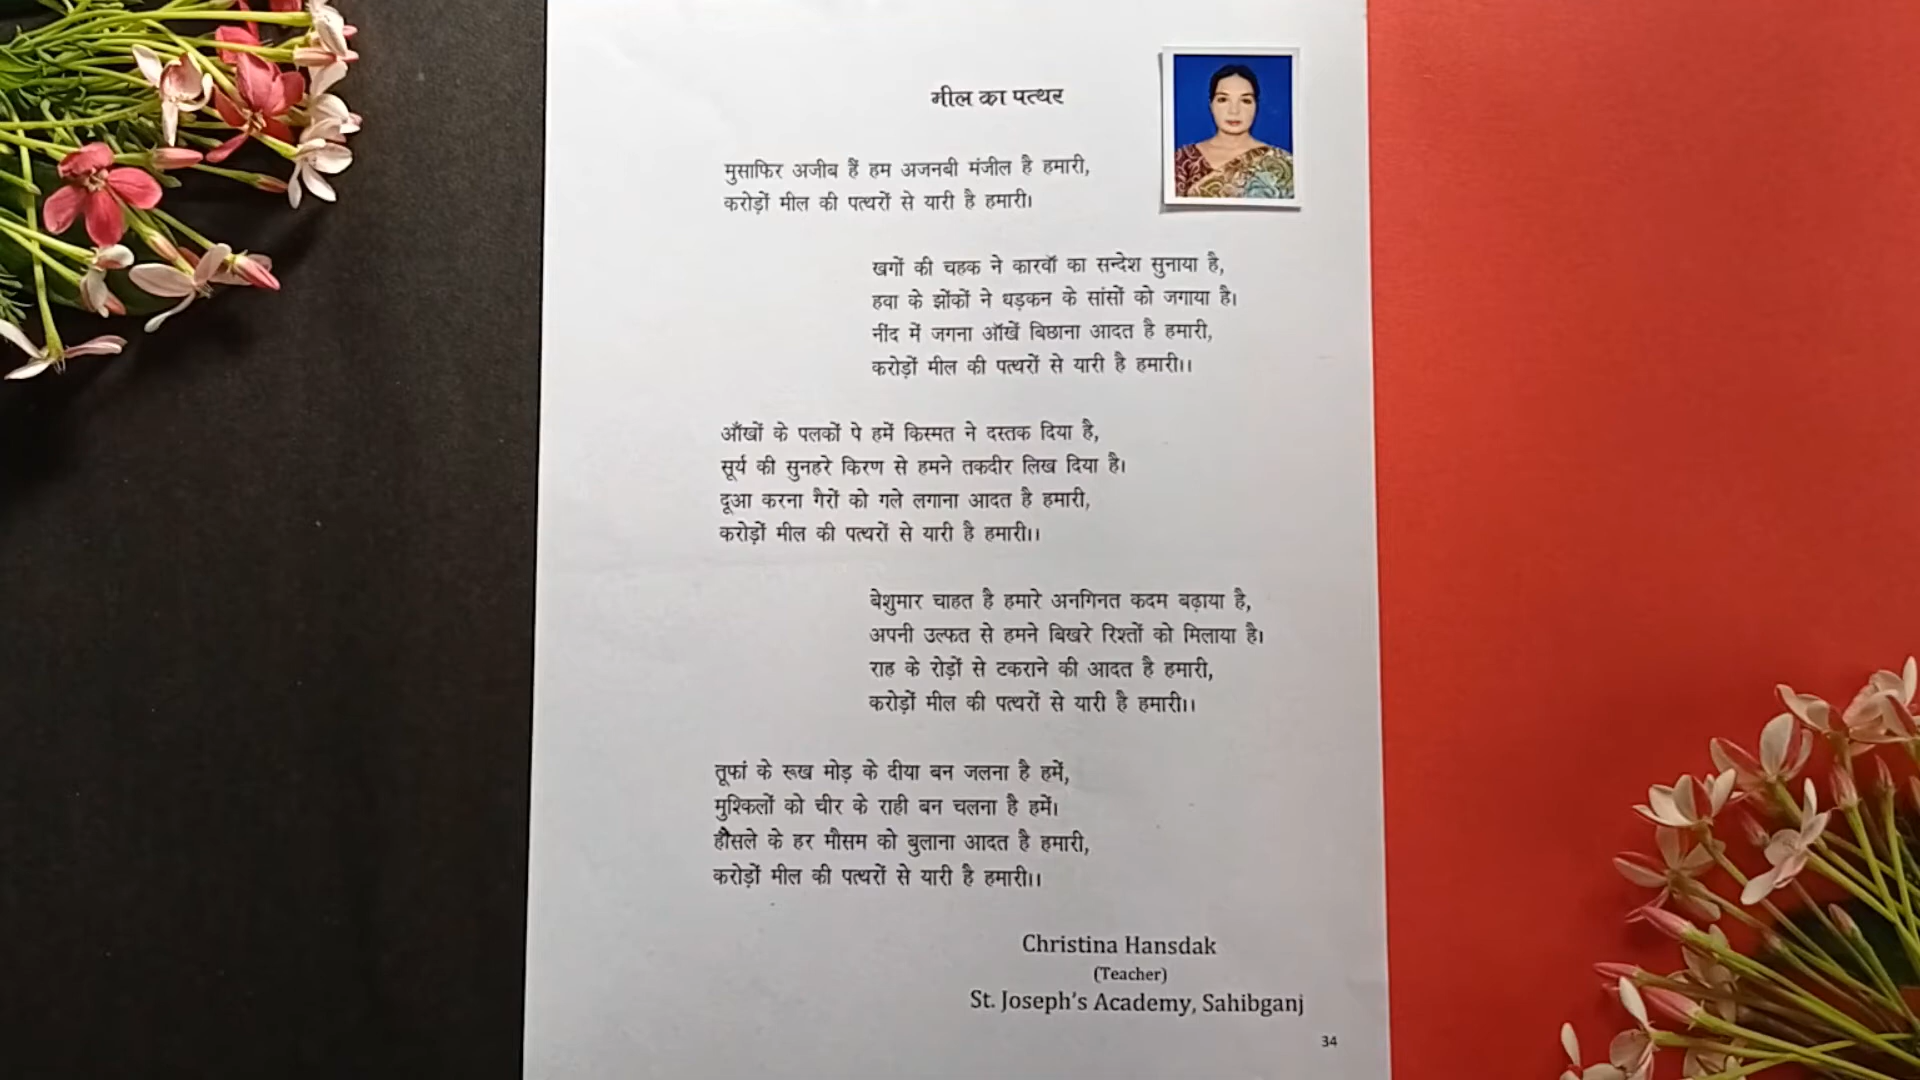 मील का पत्थर
मुसाफिर अजीब हैं हम अजनबी मंजील है हमारी,
करोड़ों मील की पत्थरों से यारी है हमारी।
खगों की चहक ने कारवॉ का सन्देश सुनाया है,
हवा के झोंकों ने धड़कन के सांसों को जगाया है।
नींद में जगना ऑखें बिछाना आदत है हमारी,
करोड़ों मील की पत्थरों से यारी है हमारी।।
आँखों के पलकों पे हमें किस्मत ने दस्तक दिया है,
सूर्य की सुनहरे किरण से हमने तकदीर लिख दिया है।
दूआ करना गैरों को गले लगाना आदत है हमारी,
करोड़ों मील की पत्थरों से यारी है हमारी।।
बेशुमार चाहत है हमारे अनगिनत कदम बढ़ाया है,
अपनी उल्फत से हमने बिखरे रिश्तों को मिलाया है।
राह के रोड़ों से टकराने की आदत है हमारी,
करोड़ों मील की पत्थरों से यारी है हमारी।।
तूफां के रूख मोड़ के दीया बन जलना है हमें,
मुश्किलों को चीर के राही बन चलना है हमें।
हौसले के हर मौसम को बुलाना आदत है हमारी,
करोड़ों मील की पत्थरों से यारी है हमारी।।
Christina Hansdak
(Teacher)
St. Joseph's Academy, Sahibganj
34